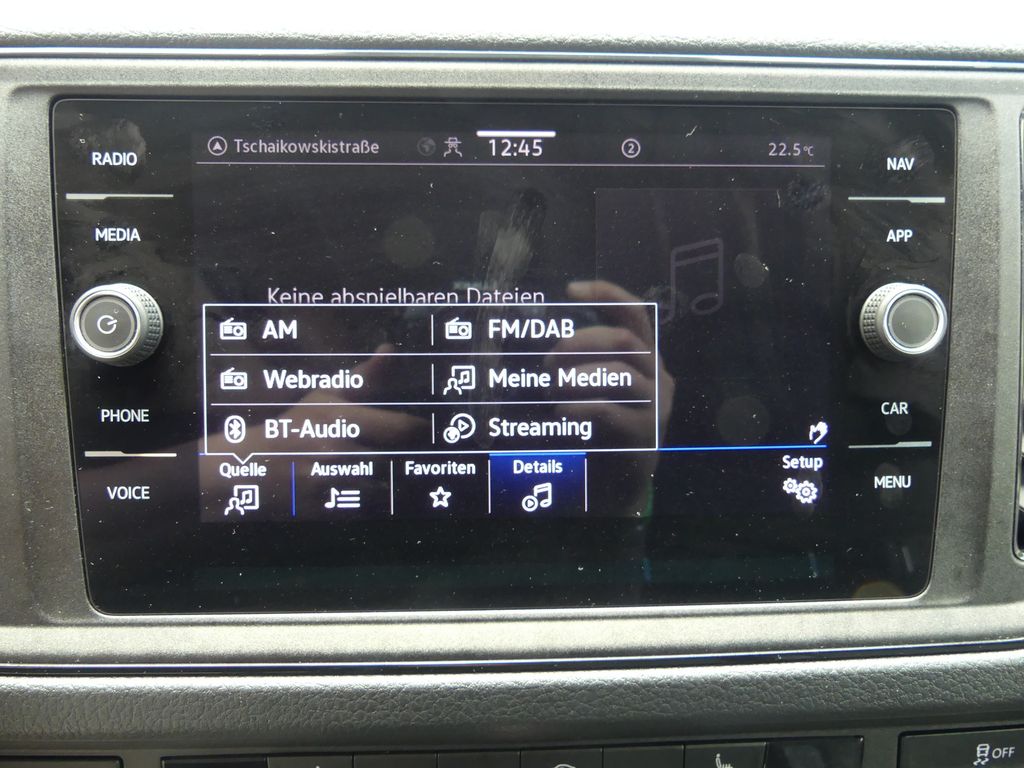 RADIO
MEDIA
PHONE
VOICE
Tschaikowskistraße
12:45
2
22.5°C
Keine abspielbaren Dateien
AM
FM/DAB
Webradio
Meine Medien
BT-Audio
Streaming
Quelle
Auswahl
Favoriten
Details
Setup
NAV
APP
CAR
MENU
OFF